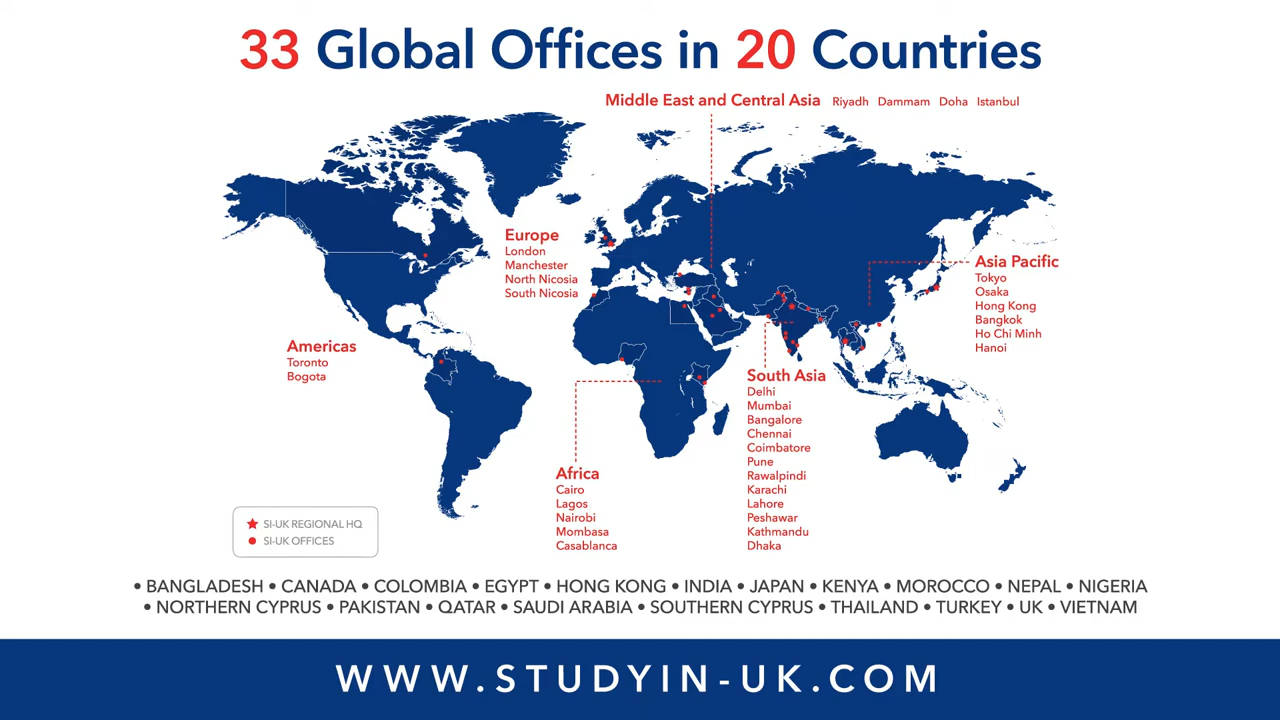 33 Global Offices in 20 Countries
Middle East and Central Asia Riyadh Dammam Doha Istanbul
Europe
London
Manchester
North Nicosia
South Nicosia
Asia Pacific
Tokyo
Osaka
Hong Kong
Bangkok
Ho Chi Minh
Hanoi
Americas
Toronto
Bogota
South Asia
Delhi
Mumbai
Bangalore
Chennai
Coimbatore
Pune
Rawalpindi
Karachi
Lahore
Peshawar
Kathmandu
Dhaka
Africa
Cairo
Lagos
Nairobi
Mombasa
Casablanca
SI-UK REGIONAL HQ
SI-UK OFFICES
• BANGLADESH • CANADA • COLOMBIA • EGYPT • HONG KONG • INDIA • JAPAN • KENYA • MOROCCO • NEPAL • NIGERIA
• NORTHERN CYPRUS • PAKISTAN • QATAR • SAUDI ARABIA • SOUTHERN CYPRUS • THAILAND • TURKEY • UK • VIETNAM
WWW.STUDYIN-UK.COM